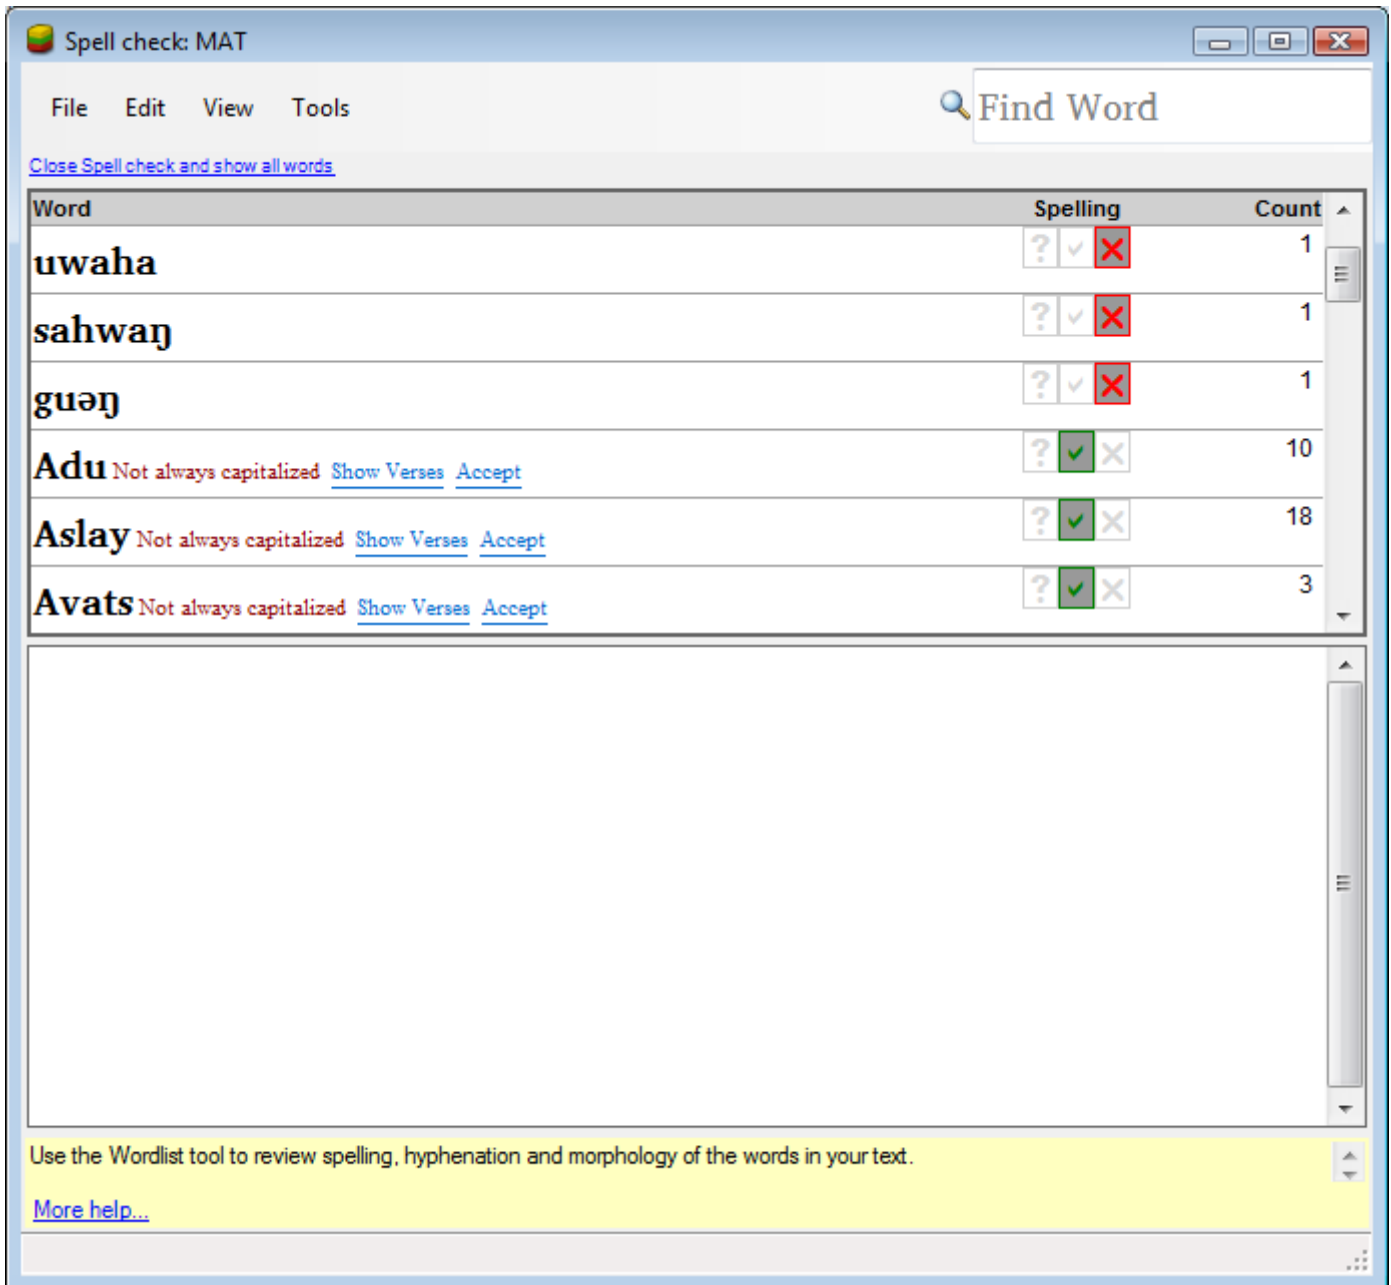 Spell check: MAT
File Edit View Tools
Find Word
Close Spell check and show all words
Word Spelling Count
uwaha ? 1
sahwaŋ ? 1
guəŋ ? 1
Adu Not always capitalized Show Verses Accept ? 10
Aslay Not always capitalized Show Verses Accept ? 18
Avats Not always capitalized Show Verses Accept ? 3
Use the Wordlist tool to review spelling, hyphenation and morphology of the words in your text.
More help...